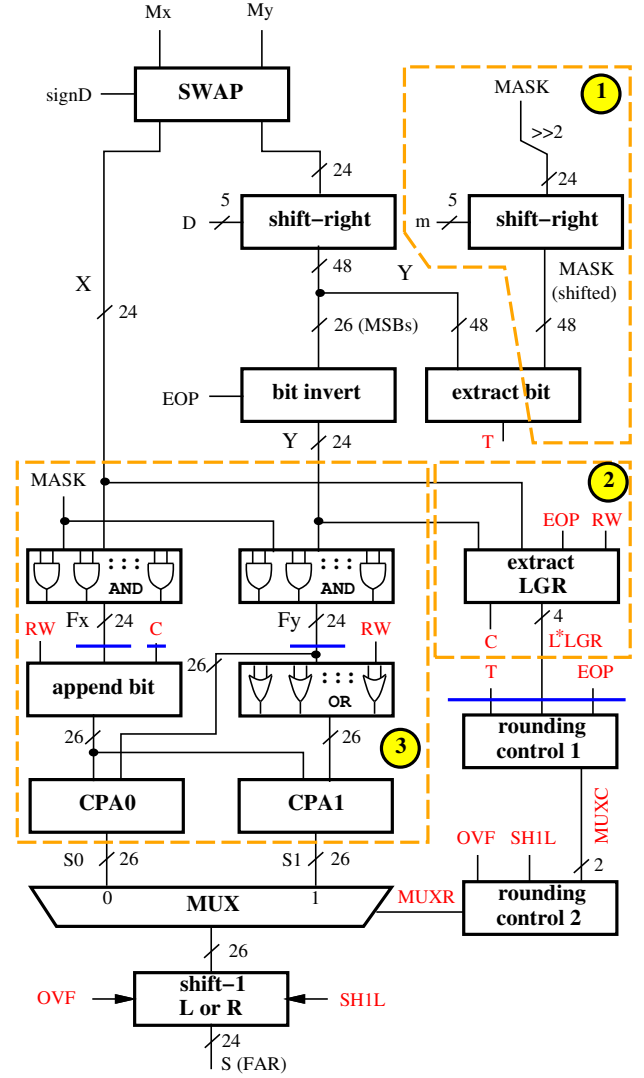 Mx My
signD SWAP
1
MASK
>>2
24 24
5 5
D shift-right m shift-right
48 Y MASK
(shifted)
X 24
26 (MSBs) 48 48
EOP bit invert extract bit
Y 24 T
MASK 2
EOP RW
AND AND extract
LGR
Fx 24 Fy 24 4
RW C 26 RW C L*LGR
append bit OR T EOP
26 26 3 rounding
control 1
CPA0 CPA1
MUXC
S0 26 S1 26 OVF SH1L 2
0 MUX 1 MUXR rounding
control 2
26
OVF shift-1
L or R SH1L
24
S (FAR)